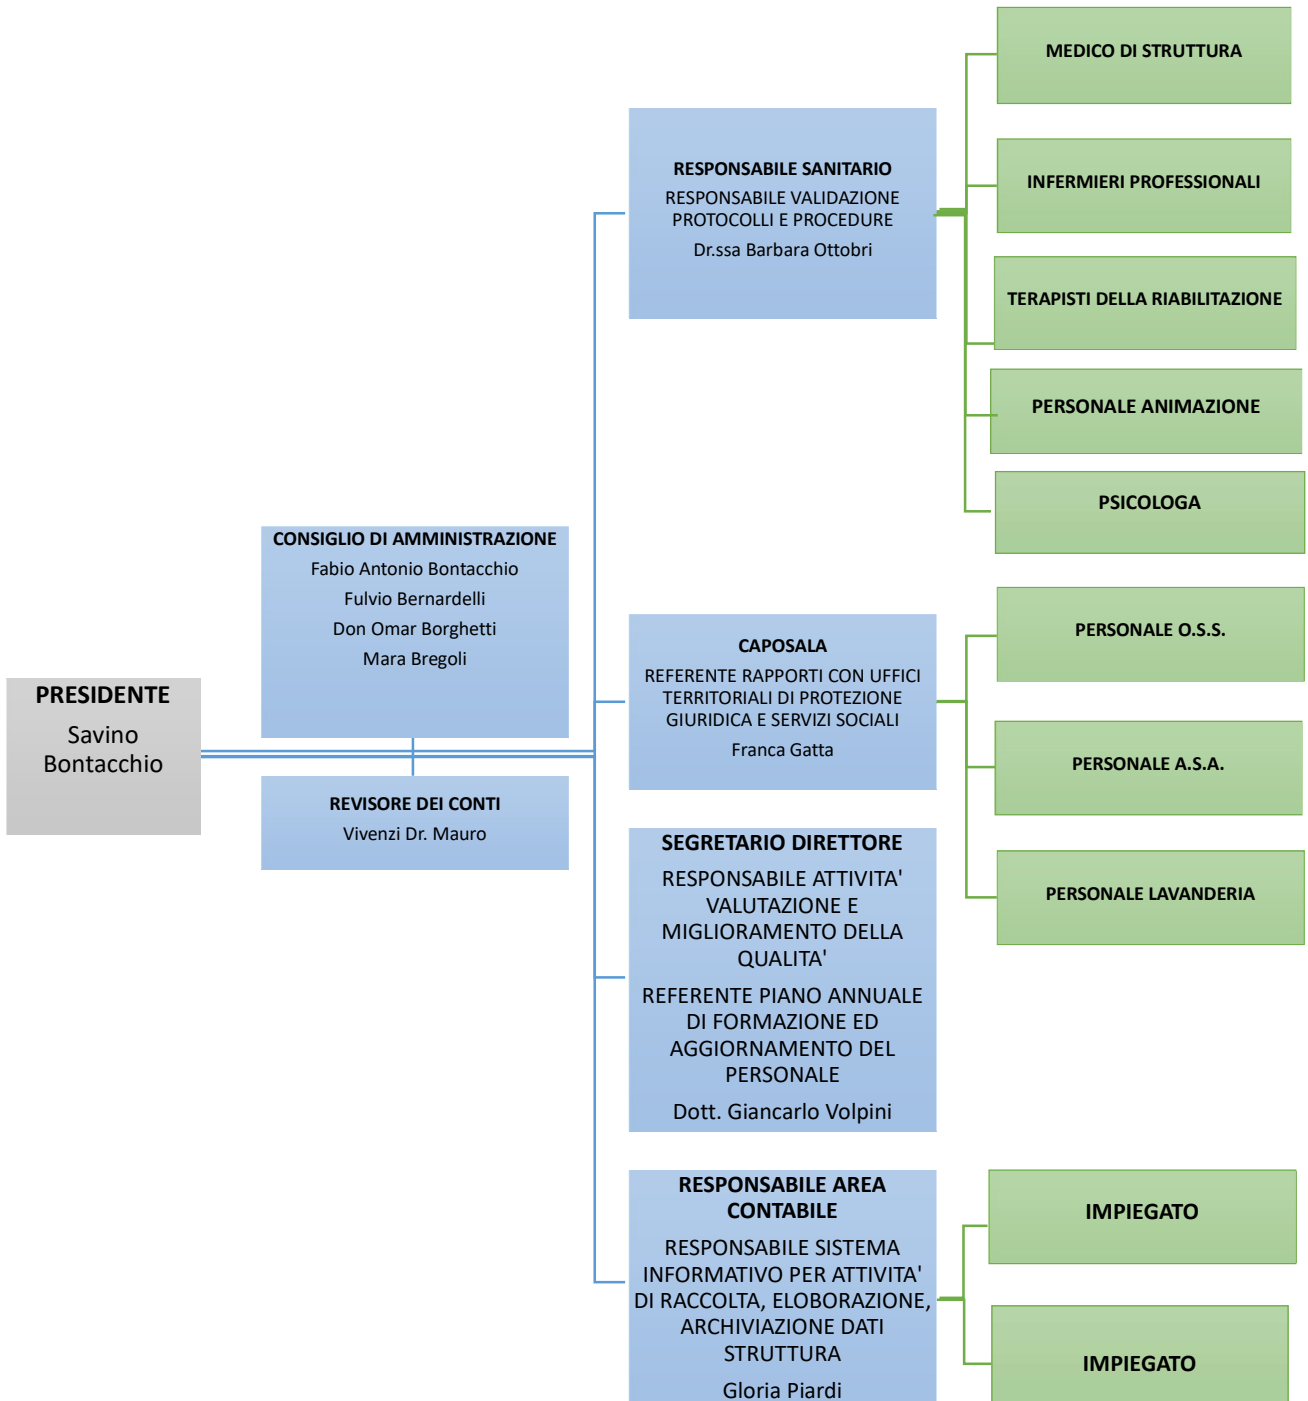 PRESIDENTE
Savino
Bontacchio
CONSIGLIO DI AMMINISTRAZIONE
Fabio Antonio Bontacchio
Fulvio Bernardelli
Don Omar Borghetti
Mara Bregoli
REVISORE DEI CONTI
Vivenzi Dr. Mauro
RESPONSABILE SANITARIO
RESPONSABILE VALIDAZIONE
PROTOCOLLI E PROCEDURE
Dr.ssa Barbara Ottobri
MEDICO DI STRUTTURA
INFERMIERI PROFESSIONALI
TERAPISTI DELLA RIABILITAZIONE
PERSONALE ANIMAZIONE
PSICOLOGA
CAPOSALA
REFERENTE RAPPORTI CON UFFICI
TERRITORIALI DI PROTEZIONE
GIURIDICA E SERVIZI SOCIALI
Franca Gatta
PERSONALE O.S.S.
PERSONALE A.S.A.
PERSONALE LAVANDERIA
SEGRETARIO DIRETTORE
RESPONSABILE ATTIVITA'
VALUTAZIONE E
MIGLIORAMENTO DELLA
QUALITA'
REFERENTE PIANO ANNUALE
DI FORMAZIONE ED
AGGIORNAMENTO DEL
PERSONALE
Dott. Giancarlo Volpini
RESPONSABILE AREA
CONTABILE
RESPONSABILE SISTEMA
INFORMATIVO PER ATTIVITA'
DI RACCOLTA, ELOBORAZIONE,
ARCHIVIAZIONE DATI
STRUTTURA
Gloria Piardi
IMPIEGATO
IMPIEGATO